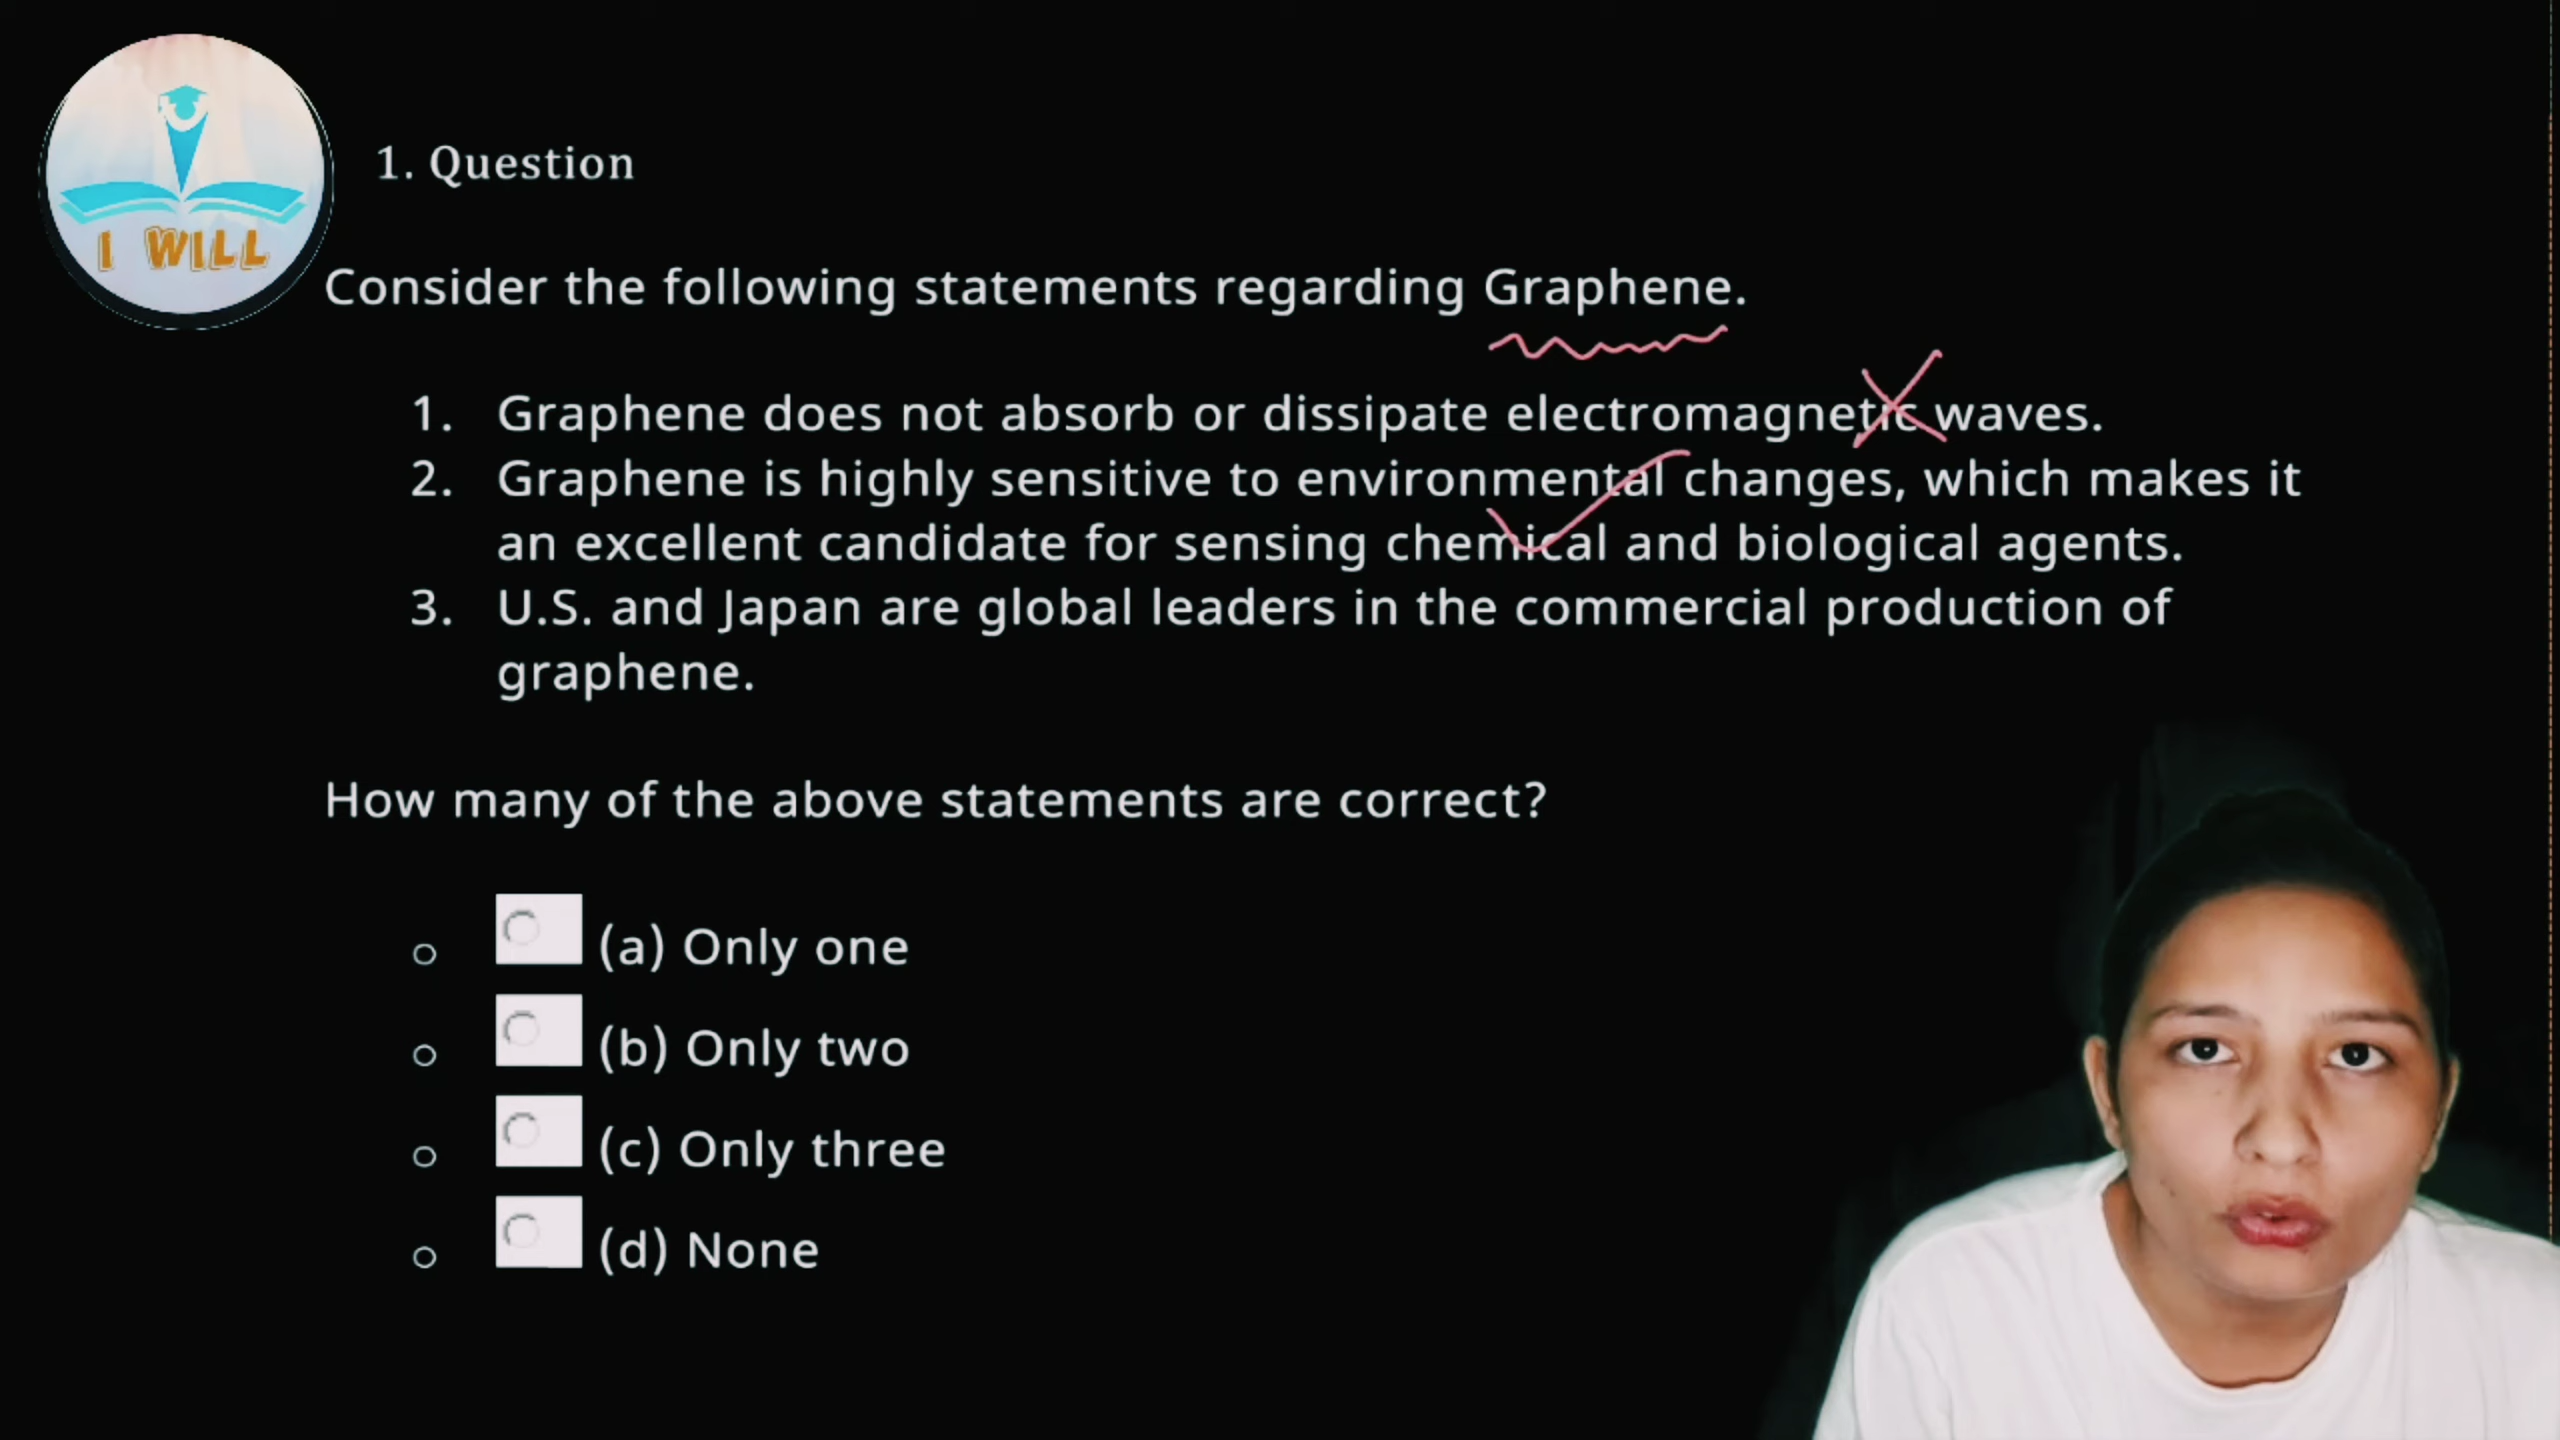 I WILL
1. Question
Consider the following statements regarding Graphene.
1. Graphene does not absorb or dissipate electromagnetic waves.
2. Graphene is highly sensitive to environmental changes, which makes it
an excellent candidate for sensing chemical and biological agents.
3. U.S. and Japan are global leaders in the commercial production of
graphene.
How many of the above statements are correct?
(a) Only one
(b) Only two
(c) Only three
(d) None